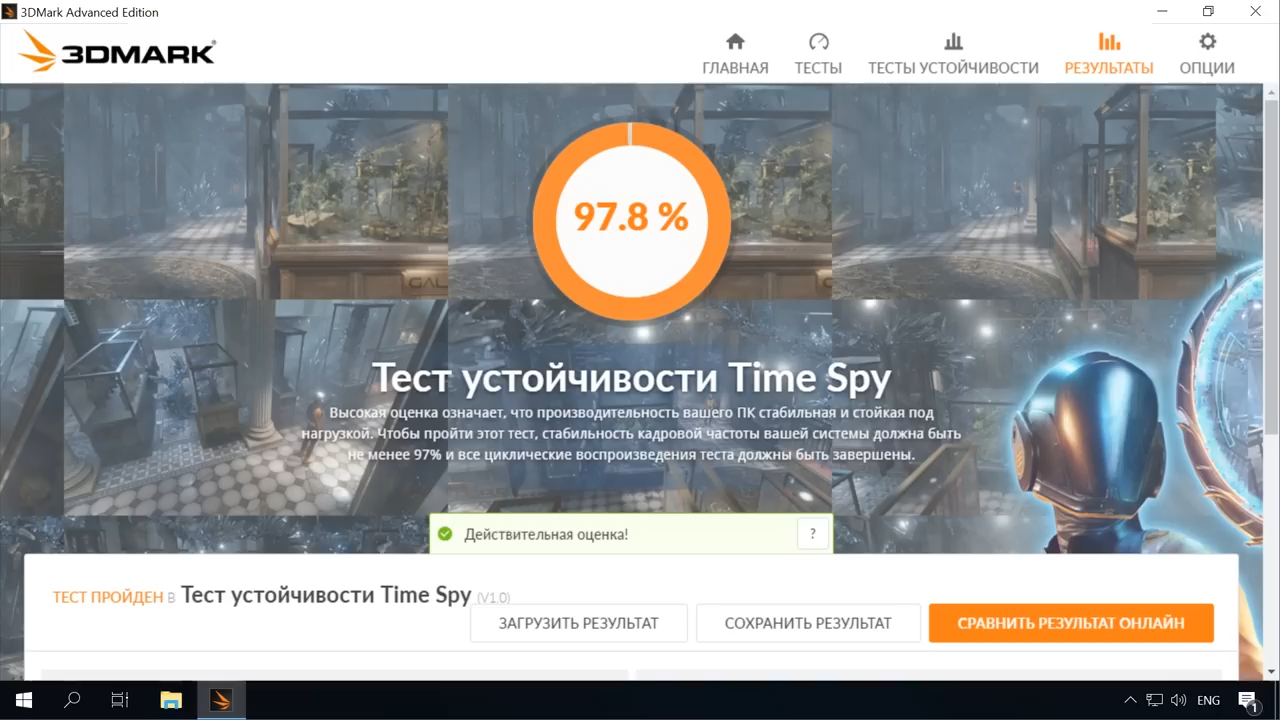 3DMark Advanced Edition
3DMARK®
ГЛАВНАЯ
ТЕСТЫ
ТЕСТЫ УСТОЙЧИВОСТИ
РЕЗУЛЬТАТЫ
ОПЦИИ
97.8 %
Тест устойчивости Time Spy
Высокая оценка означает, что производительность вашего ПК стабильная и стойкая под
нагрузкой. Чтобы пройти этот тест, стабильность кадровой частоты вашей системы должна быть
не менее 97% и все циклические воспроизведения теста должны быть завершены.
Действительная оценка!
?
ТЕСТ ПРОЙДЕН В Тест устойчивости Time Spy (V1.0)
ЗАГРУЗИТЬ РЕЗУЛЬТАТ
СОХРАНИТЬ РЕЗУЛЬТАТ
СРАВНИТЬ РЕЗУЛЬТАТ ОНЛАЙН
ENG
1